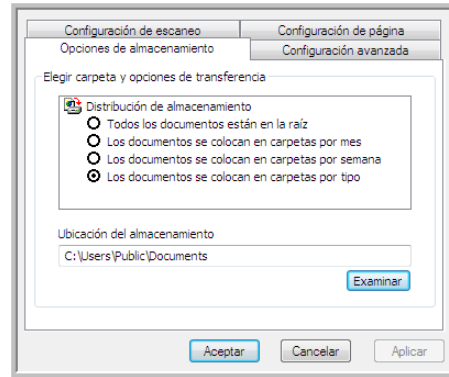 Configuración de escaneo
Configuración de página
Opciones de almacenamiento
Configuración avanzada
Elegir carpeta y opciones de transferencia
Distribución de almacenamiento
Todos los documentos están en la raíz
Los documentos se colocan en carpetas por mes
Los documentos se colocan en carpetas por semana
Los documentos se colocan en carpetas por tipo
Ubicación del almacenamiento
C:\Users\Public\Documents
Examinar
Aceptar
Cancelar
Aplicar